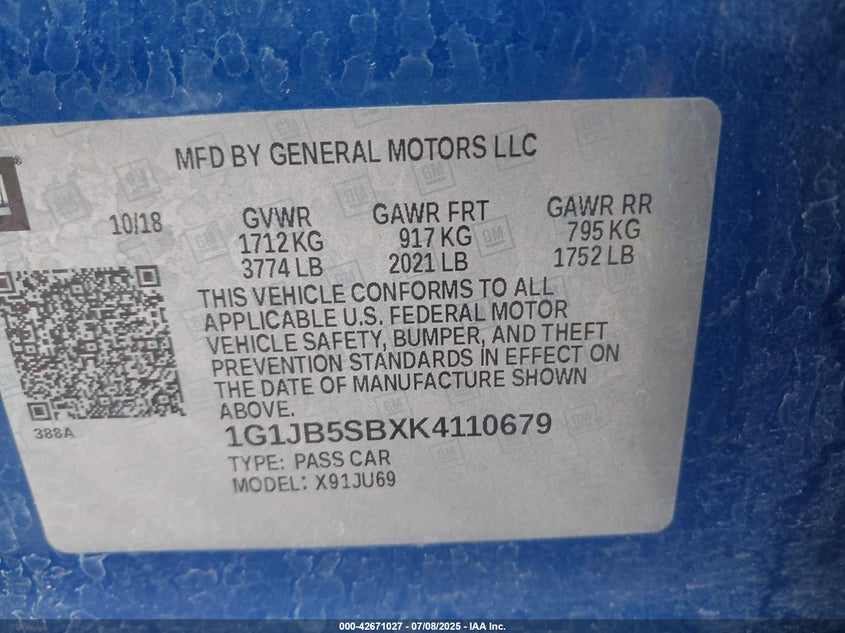 MFD BY GENERAL MOTORS LLC
10/18
GVWR GAWR FRT GAWR RR
1712 KG 917 KG 795 KG
3774 LB 2021 LB 1752 LB
THIS VEHICLE CONFORMS TO ALL
APPLICABLE U.S. FEDERAL MOTOR
VEHICLE SAFETY, BUMPER, AND THEFT
PREVENTION STANDARDS IN EFFECT ON
THE DATE OF MANUFACTURE SHOWN
ABOVE.
388A
1G1JB5SBXK4110679
TYPE: PASS CAR
MODEL: X91JU69
000-42671027 - 07/08/2025 - IAA Inc.